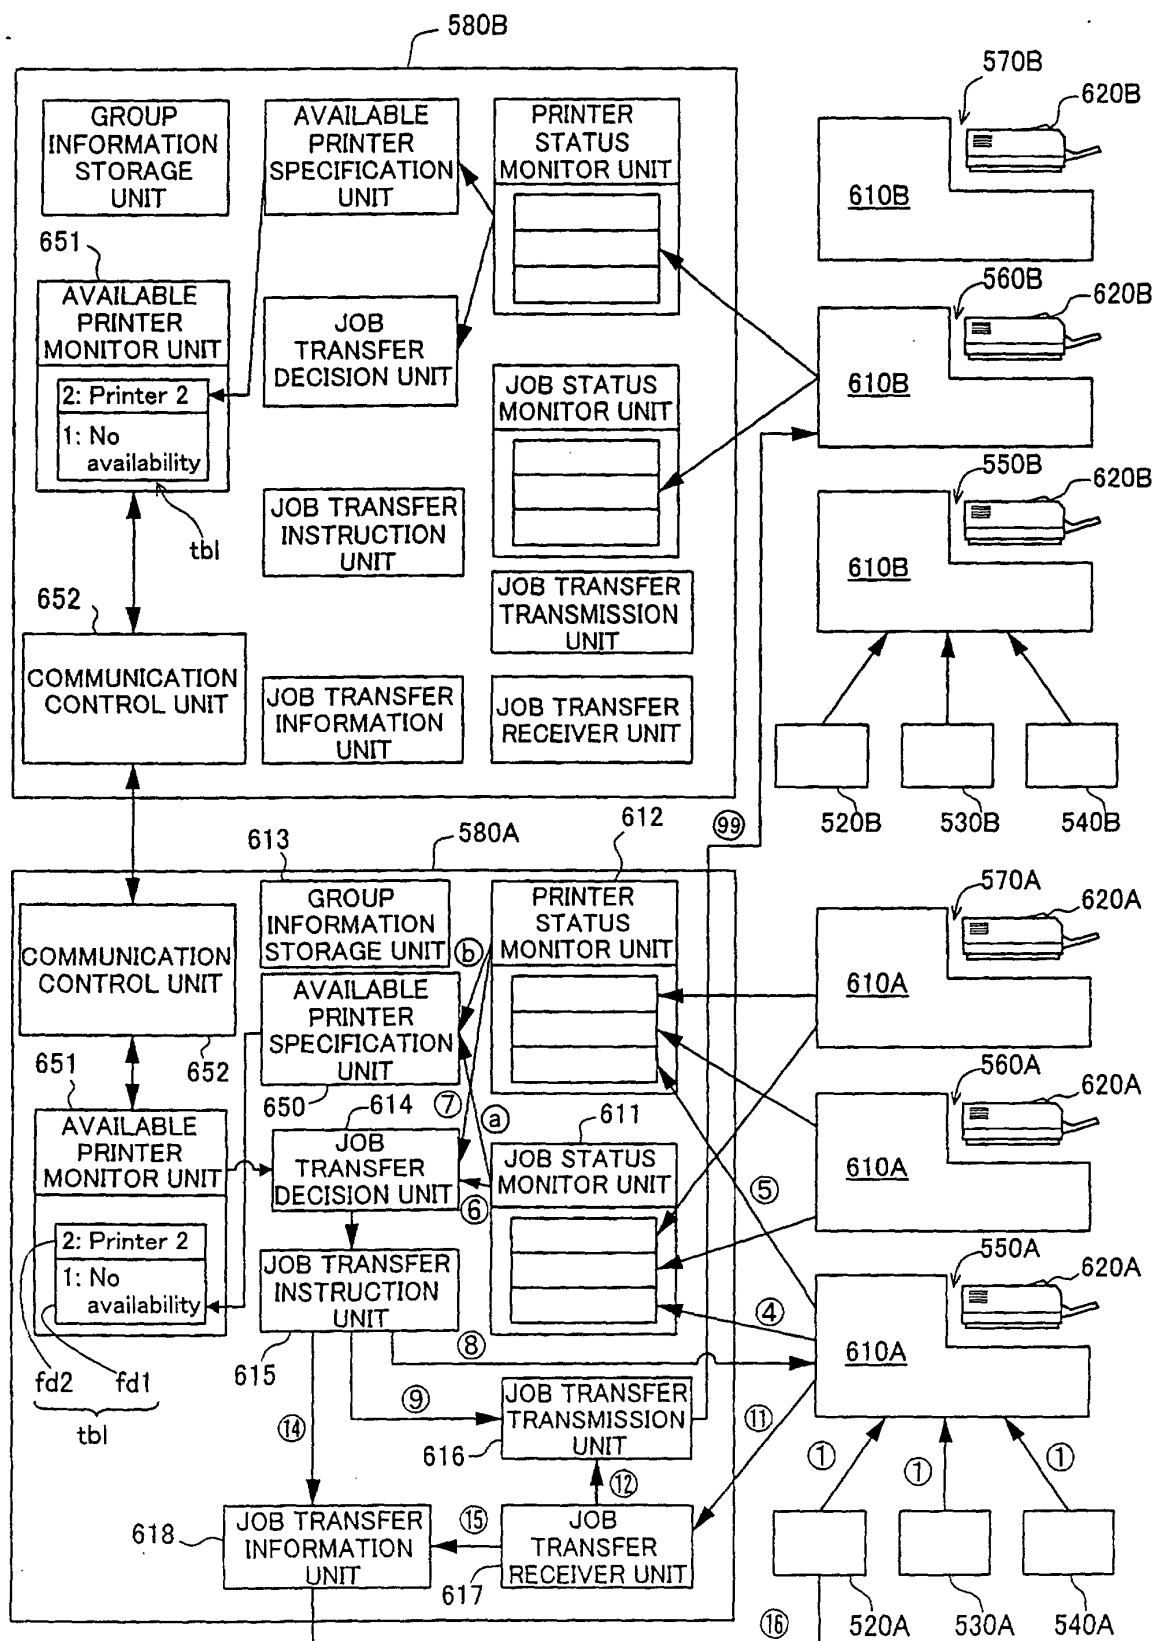 580B
GROUP
INFORMATION
STORAGE
UNIT
AVAILABLE
PRINTER
SPECIFICATION
UNIT
PRINTER
STATUS
MONITOR UNIT
570B
620B
610B
651
AVAILABLE
PRINTER
MONITOR UNIT
2: Printer 2
1: No
availability
tbl
JOB
TRANSFER
DECISION UNIT
JOB STATUS
MONITOR UNIT
560B
620B
610B
JOB TRANSFER
INSTRUCTION
UNIT
550B
620B
610B
652
COMMUNICATION
CONTROL UNIT
JOB TRANSFER
TRANSMISSION
UNIT
JOB TRANSFER
INFORMATION
UNIT
JOB TRANSFER
RECEIVER UNIT
520B
530B
540B
99
580A
613
612
GROUP
INFORMATION
STORAGE UNIT
PRINTER
STATUS
MONITOR UNIT
570A
620A
610A
COMMUNICATION
CONTROL UNIT
652
b
AVAILABLE
PRINTER
SPECIFICATION
UNIT
650
614
7
a
611
651
AVAILABLE
PRINTER
MONITOR UNIT
2: Printer 2
1: No
availability
fd2
fd1
tbl
JOB
TRANSFER
DECISION UNIT
6
JOB STATUS
MONITOR UNIT
560A
620A
610A
5
JOB TRANSFER
INSTRUCTION
UNIT
615
4
8
550A
620A
610A
9
JOB TRANSFER
TRANSMISSION
UNIT
616
11
14
12
1
1
1
618
JOB TRANSFER
INFORMATION
UNIT
15
JOB
TRANSFER
RECEIVER UNIT
617
16
520A
530A
540A